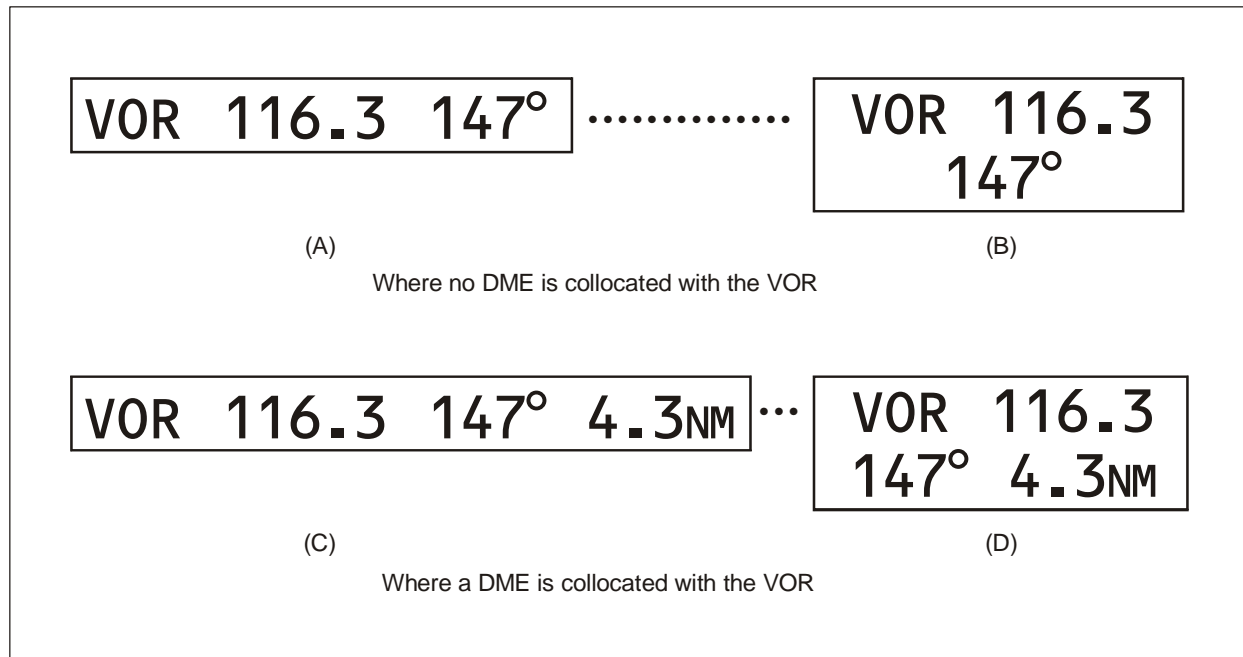 VOR 116.3 147°
VOR 116.3
147°
(A)
(B)
Where no DME is collocated with the VOR
VOR 116.3 147° 4.3NM
VOR 116.3
147° 4.3NM
(C)
(D)
Where a DME is collocated with the VOR